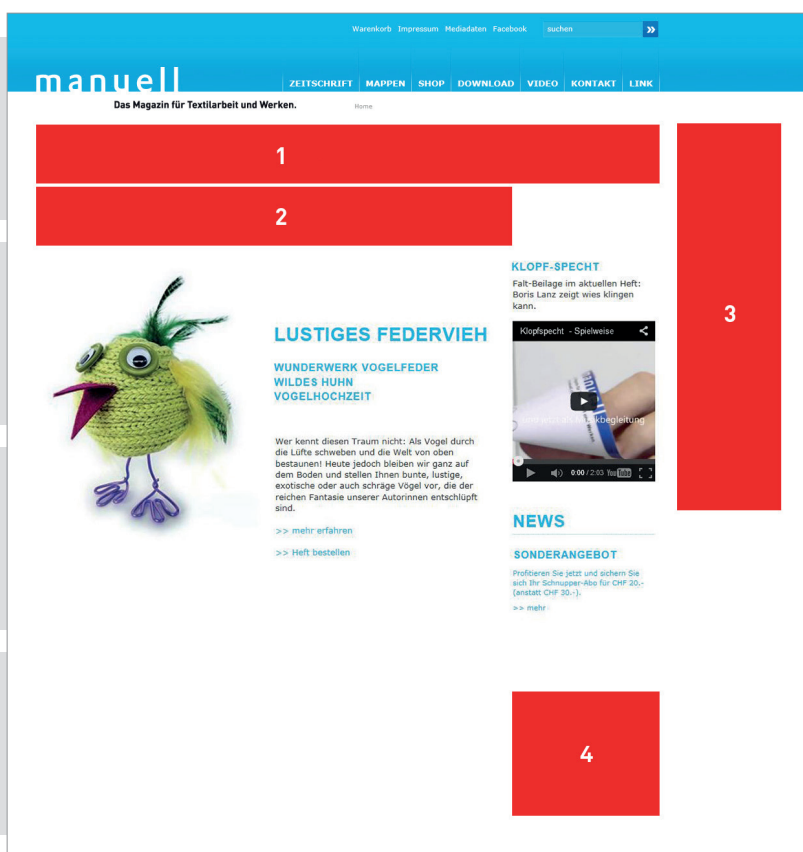 Warenkorb Impressum Mediadaten Facebook suchen »
manuell
ZEITSCHRIFT MAPPEN SHOP DOWNLOAD VIDEO KONTAKT LINK
Das Magazin für Textilarbeit und Werken.
Home
1
2
3
KLOPF-SPECHT
Falt-Beilage im aktuellen Heft:
Boris Lanz zeigt wies klingen
kann.
Klopfspecht - Spielweise
0:00 / 2:03 YouTube
LUSTIGES FEDERVIEH
WUNDERWERK VOGELFEDER
WILDES HUHN
VOGELHOCHZEIT
Wer kennt diesen Traum nicht: Als Vogel durch
die Lüfte schweben und die Welt von oben
bestaunen! Heute jedoch bleiben wir ganz auf
dem Boden und stellen Ihnen bunte, lustige,
exotische oder auch schräge Vögel vor, die der
reichen Fantasie unserer Autorinnen entschlüpft
sind.
>> mehr erfahren
>> Heft bestellen
NEWS
SONDERANGEBOT
Profitieren Sie jetzt und sichern Sie
sich Ihr Schnupper-Abo für CHF 20.-
(anstatt CHF 30.-).
>> mehr
4